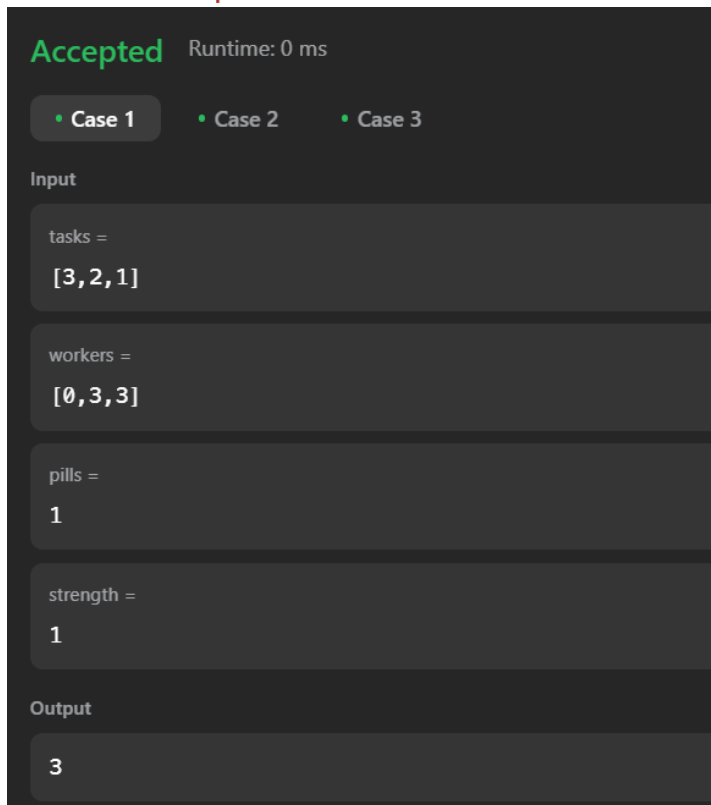 Accepted Runtime: 0 ms
• Case 1 • Case 2 • Case 3
Input
tasks =
[3,2,1]
workers =
[0,3,3]
pills =
1
strength =
1
Output
3